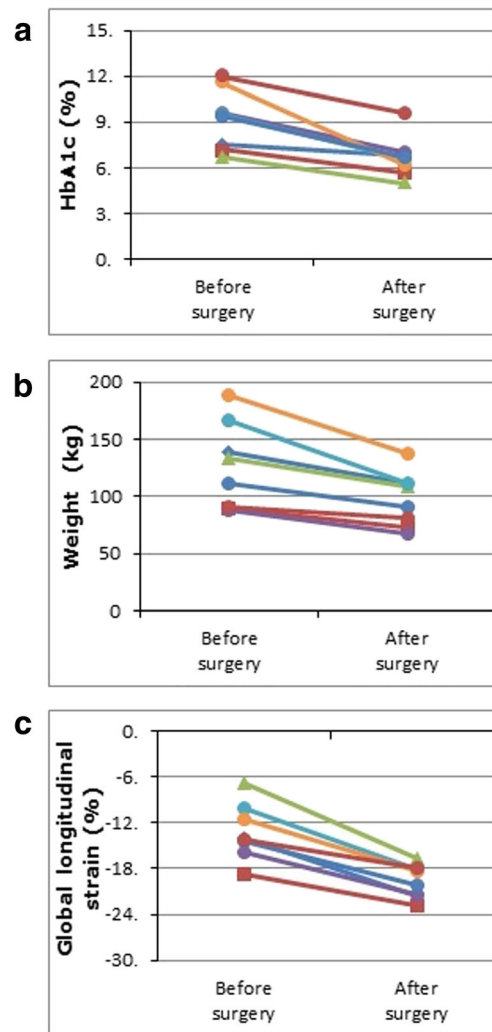 a
HbA1c (%)
15.
12.
9.
6.
3.
0.
Before
surgery
After
surgery
b
Weight (kg)
200
150
100
50
0
Before
surgery
After
surgery
c
Global longitudinal
strain (%)
0.
-6.
-12.
-18.
-24.
-30.
Before
surgery
After
surgery